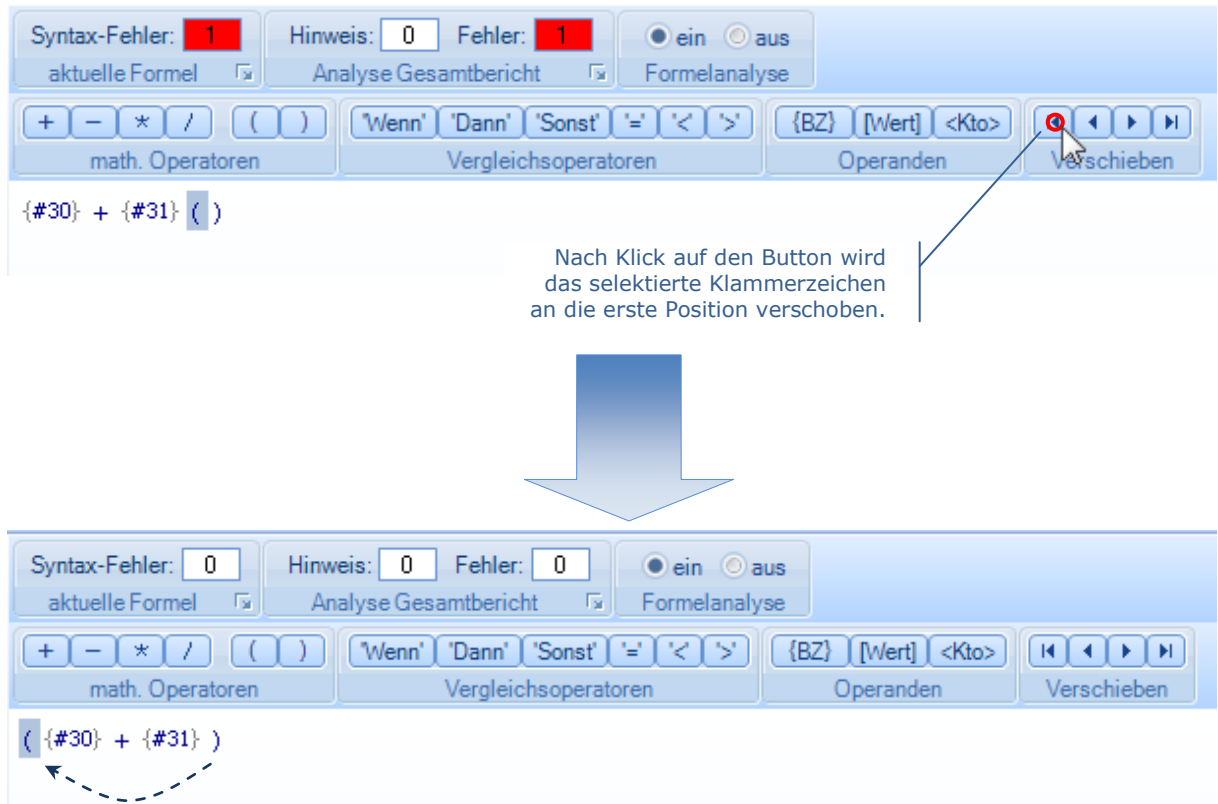 Syntax-Fehler: 1 Hinweis: 0 Fehler: 1 ein aus
aktuelle Formel Analyse Gesamtbericht Formelanalyse
+ − * / ( ) 'Wenn' 'Dann' 'Sonst' '=' '<' '>' {BZ} [Wert] <Kto>
math. Operatoren Vergleichsoperatoren Operanden Verschieben
{#30} + {#31} ( )
Nach Klick auf den Button wird
das selektierte Klammerzeichen
an die erste Position verschoben.
Syntax-Fehler: 0 Hinweis: 0 Fehler: 0 ein aus
aktuelle Formel Analyse Gesamtbericht Formelanalyse
+ − * / ( ) 'Wenn' 'Dann' 'Sonst' '=' '<' '>' {BZ} [Wert] <Kto>
math. Operatoren Vergleichsoperatoren Operanden Verschieben
( {#30} + {#31} )